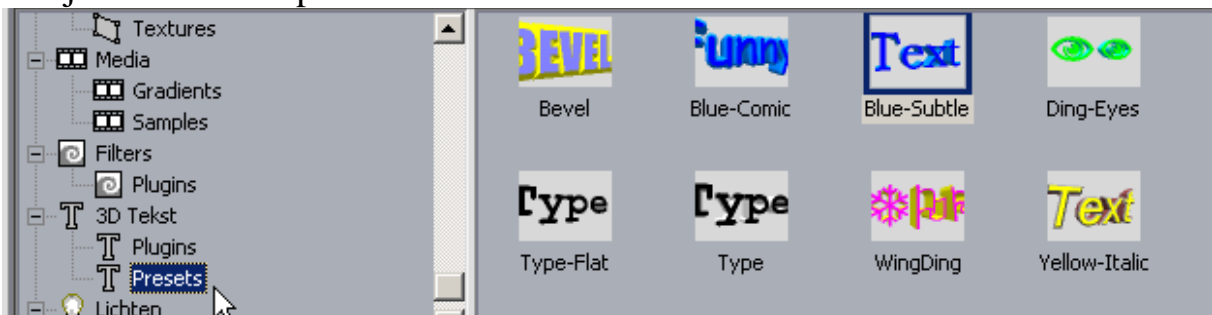 Textures
Media
Gradients
Samples
Filters
Plugins
3D Tekst
Plugins
Presets
Lichten
BEVEL
Funny
Text
Bevel
Blue-Comic
Blue-Subtle
Ding-Eyes
Type
Type
Text
Type-Flat
Type
WingDing
Yellow-Italic